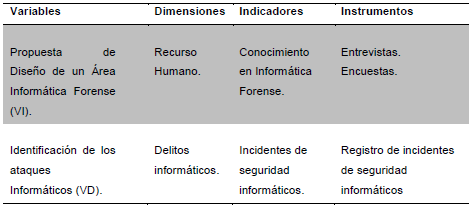 Variables Dimensiones Indicadores Instrumentos
Propuesta de Recurso Conocimiento Entrevistas.
Diseño de un Área Humano. en Informática Encuestas.
Informática Forense Forense.
(VI).
Identificación de los Delitos Incidentes de Registro de incidentes
ataques informáticos. seguridad de seguridad
Informáticos (VD). informáticos. informáticos